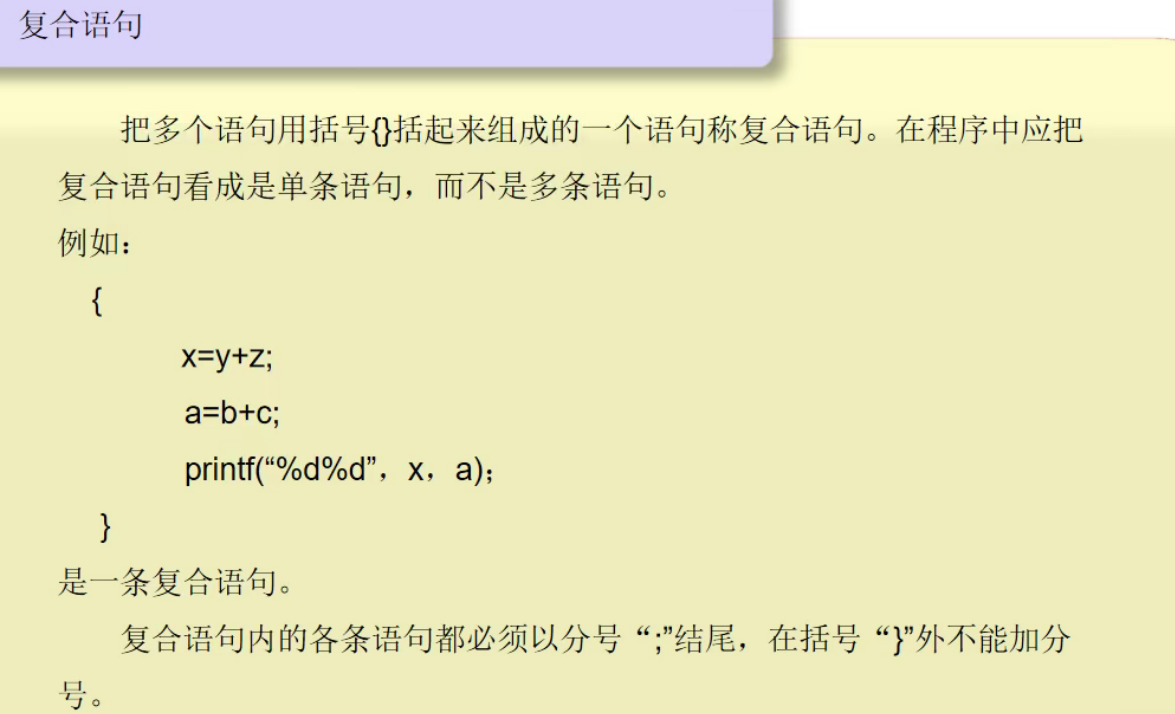 复合语句
把多个语句用括号{}括起来组成的一个语句称复合语句。在程序中应把
复合语句看成是单条语句，而不是多条语句。
例如：
{
x=y+z;
a=b+c;
printf(“%d%d”，x，a)；
}
是一条复合语句。
复合语句内的各条语句都必须以分号“;”结尾，在括号“}”外不能加分
号。